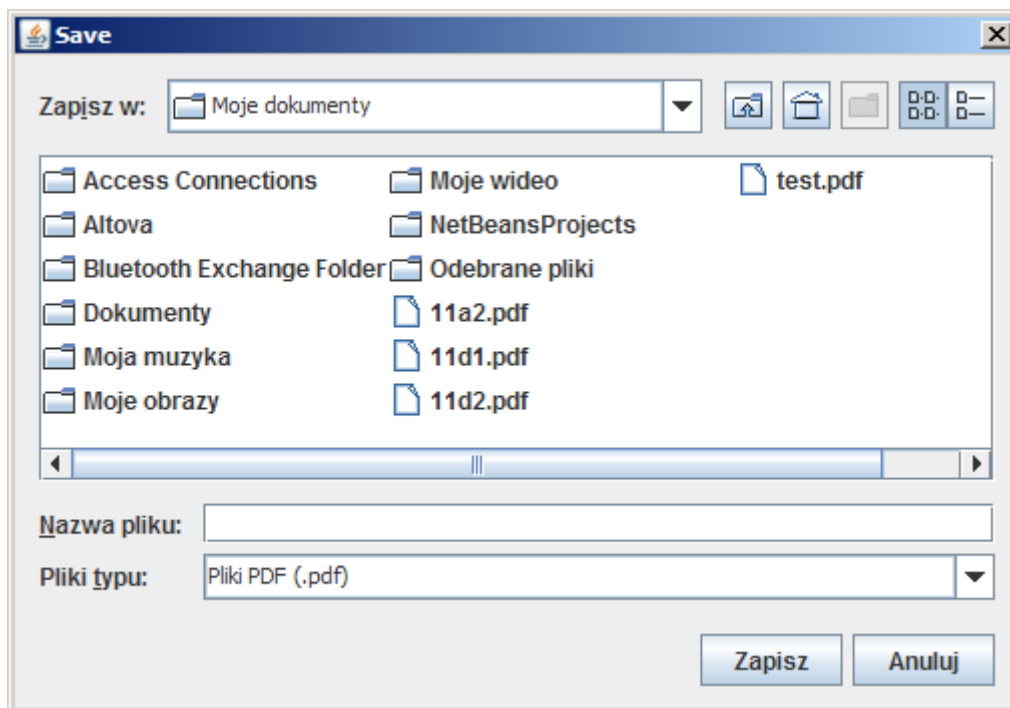 Save
Zapisz w: Moje dokumenty
Access Connections Moje wideo test.pdf
Altova NetBeansProjects
Bluetooth Exchange Folder Odebrane pliki
Dokumenty 11a2.pdf
Moja muzyka 11d1.pdf
Moje obrazy 11d2.pdf
Nazwa pliku:
Pliki typu: Pliki PDF (.pdf)
Zapisz Anuluj